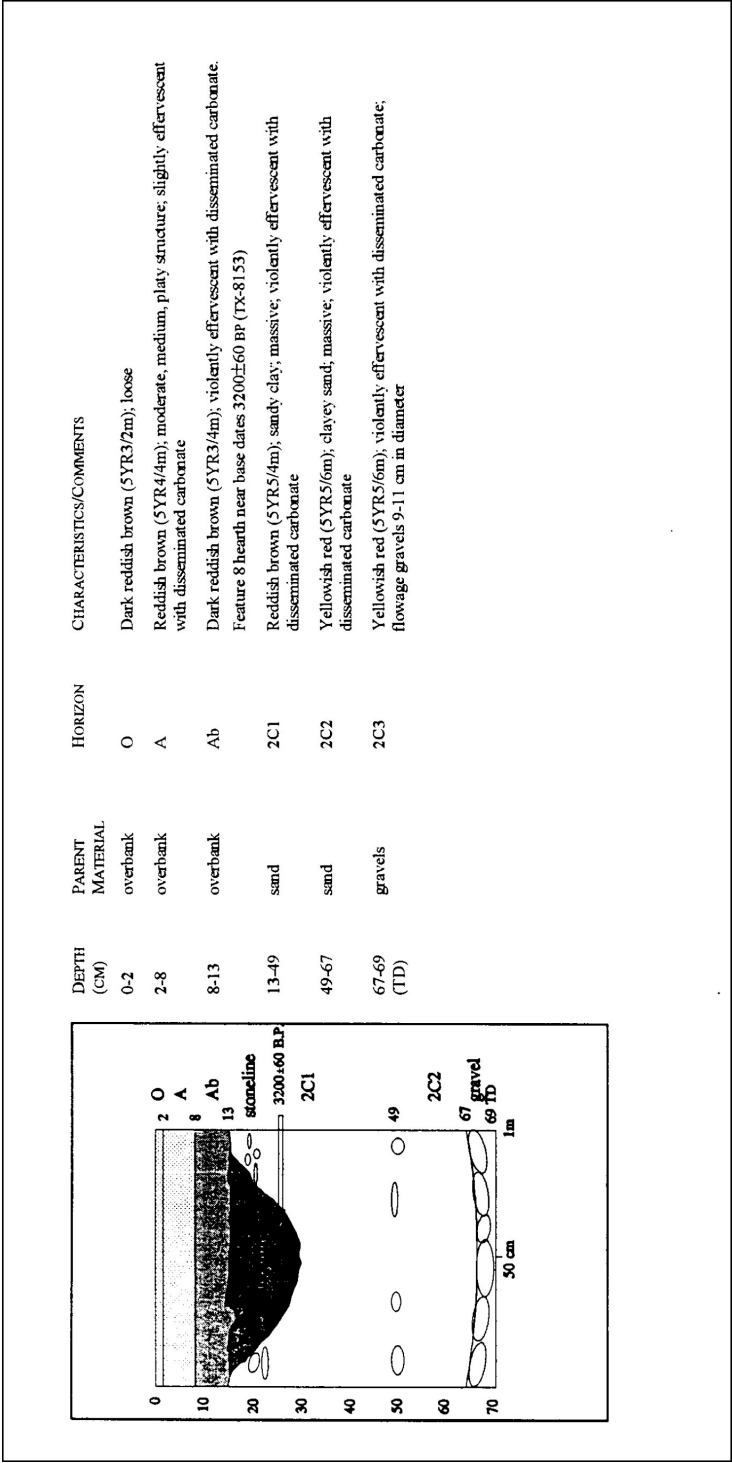 DEPTH (CM) PARENT MATERIAL HORIZON CHARACTERISTICS/COMMENTS
0-2 overbank O Dark reddish brown (5YR3/2m); loose
2-8 overbank A Reddish brown (5YR4/4m); moderate, medium, platy structure; slightly effervescent
with disseminated carbonate
8-13 overbank Ab Dark reddish brown (5YR3/4m); violently effervescent with disseminated carbonate.
Feature 8 hearth near base dates 3200±60 BP (TX-8153)
13-49 sand 2C1 Reddish brown (5YR5/4m); sandy clay; massive; violently effervescent with
disseminated carbonate
49-67 sand 2C2 Yellowish red (5YR5/6m); clayey sand; massive; violently effervescent with
disseminated carbonate
67-69 (TD) gravels 2C3 Yellowish red (5YR5/6m); violently effervescent with disseminated carbonate;
flowage gravels 9-11 cm in diameter
0
10
20
30
40
50
60
70
2 O
8 A
Ab
13
stoneline
3200±60 B.P.
2C1
49
2C2
67 gravel
69 TD
50 cm
1m